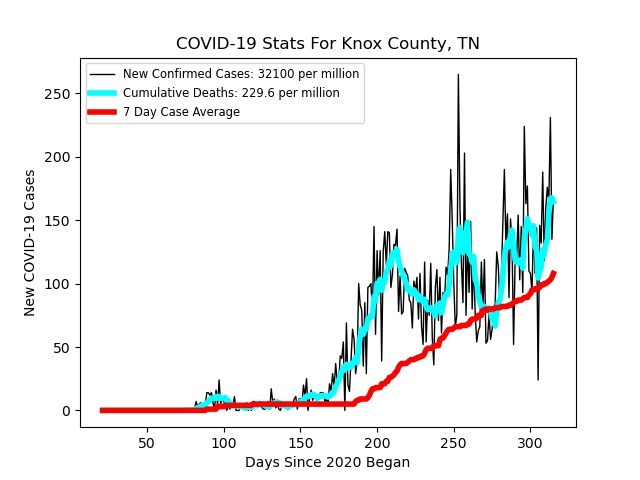 COVID-19 Stats For Knox County, TN
New Confirmed Cases: 32100 per million
Cumulative Deaths: 229.6 per million
7 Day Case Average
New COVID-19 Cases
250
200
150
100
50
0
50 100 150 200 250 300
Days Since 2020 Began